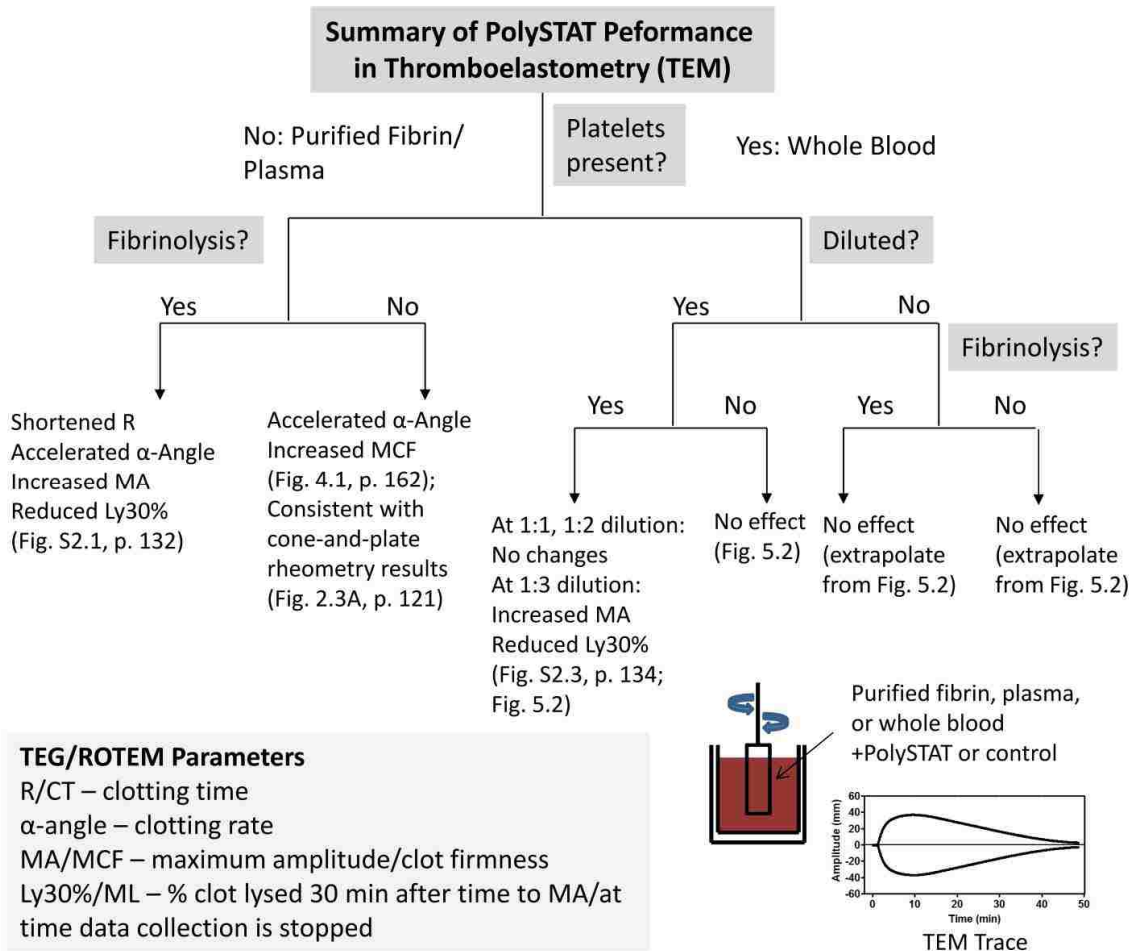 Summary of PolySTAT Peformance
in Thromboelastometry (TEM)
No: Purified Fibrin/
Plasma
Platelets
present?
Yes: Whole Blood
Fibrinolysis?
Diluted?
Yes
No
Yes
No
Fibrinolysis?
Yes
No
Yes
No
Shortened R
Accelerated α-Angle
Increased MA
Reduced Ly30%
(Fig. S2.1, p. 132)
Accelerated α-Angle
Increased MCF
(Fig. 4.1, p. 162);
Consistent with
cone-and-plate
rheometry results
(Fig. 2.3A, p. 121)
At 1:1, 1:2 dilution:
No changes
At 1:3 dilution:
Increased MA
Reduced Ly30%
(Fig. S2.3, p. 134;
Fig. 5.2)
No effect
(Fig. 5.2)
No effect
(extrapolate
from Fig. 5.2)
No effect
(extrapolate
from Fig. 5.2)
Purified fibrin, plasma,
or whole blood
+PolySTAT or control
TEG/ROTEM Parameters
R/CT – clotting time
α-angle – clotting rate
MA/MCF – maximum amplitude/clot firmness
Ly30%/ML – % clot lysed 30 min after time to MA/at
time data collection is stopped
Amplitude (mm)
60
40
20
0
-20
-40
-60
0 10 20 30 40 50
Time (min)
TEM Trace